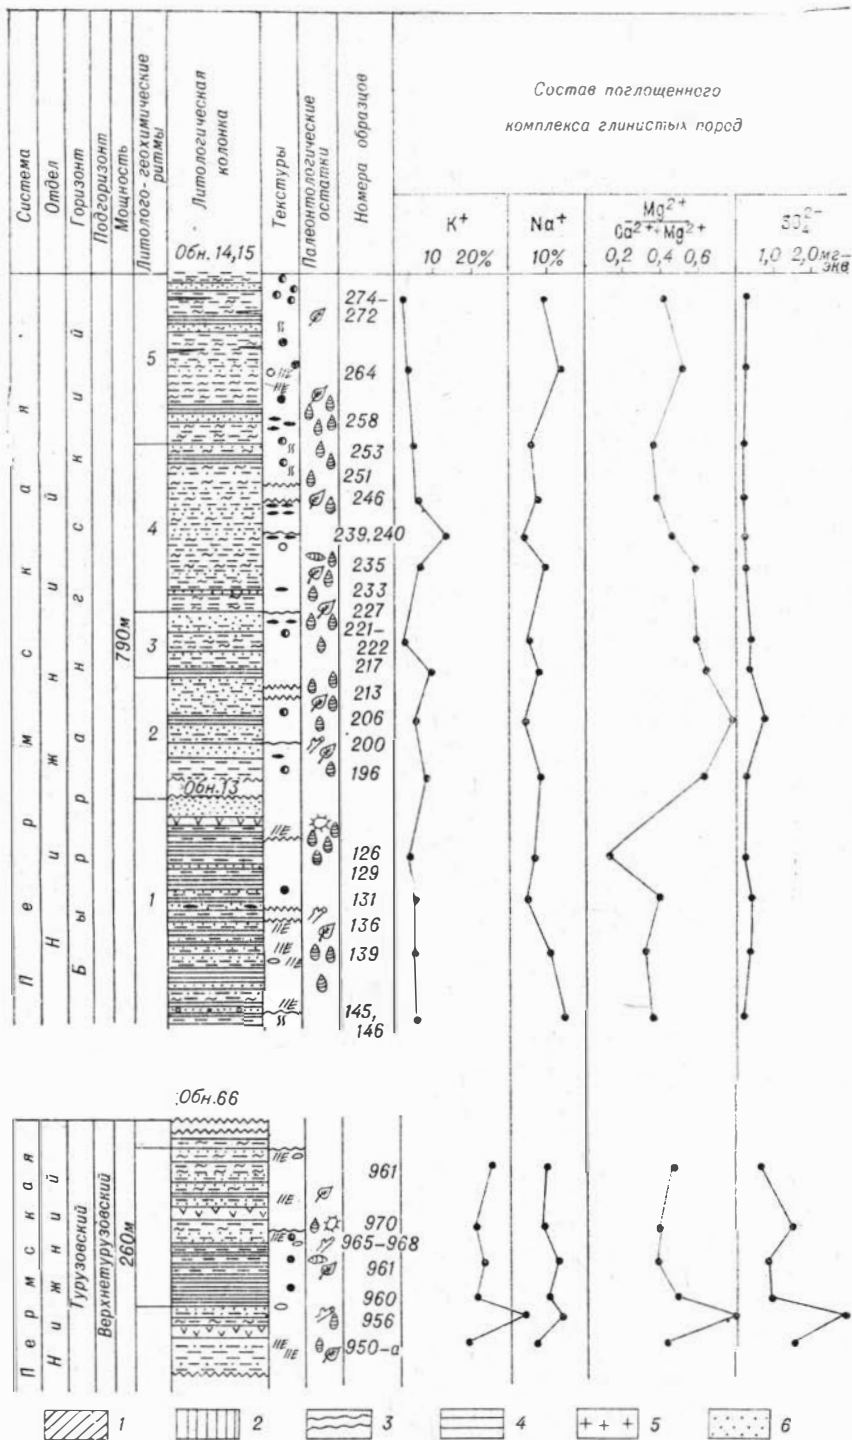 Система
Отдел
Горизонт
Подгоризонт
Мощность
Литолого-геохимические ритмы
Литологическая колонка
Текстуры
Палеонтологические остатки
Номера образцов
Состав поглощенного
комплекса глинистых пород
K⁺
10 20%
Na⁺
10%
Mg²⁺
Ca²⁺+Mg²⁺
0,2 0,4 0,6
SO₄²⁻
1,0 2,0 мг-
экв
Обн. 14,15
Пермская
Нижний
Быррангский
790м
5
4
3
2
1
Обн.13
274-
272
264
258
253
251
246
239,240
235
233
227
221-
222
217
213
206
200
196
126
129
131
136
139
145,
146
Обн.66
Пермская
Нижний
Турузовский
Верхнетурузовский
260м
961
970
965-968
961
960
956
950-а
1 2 3 4 5 6